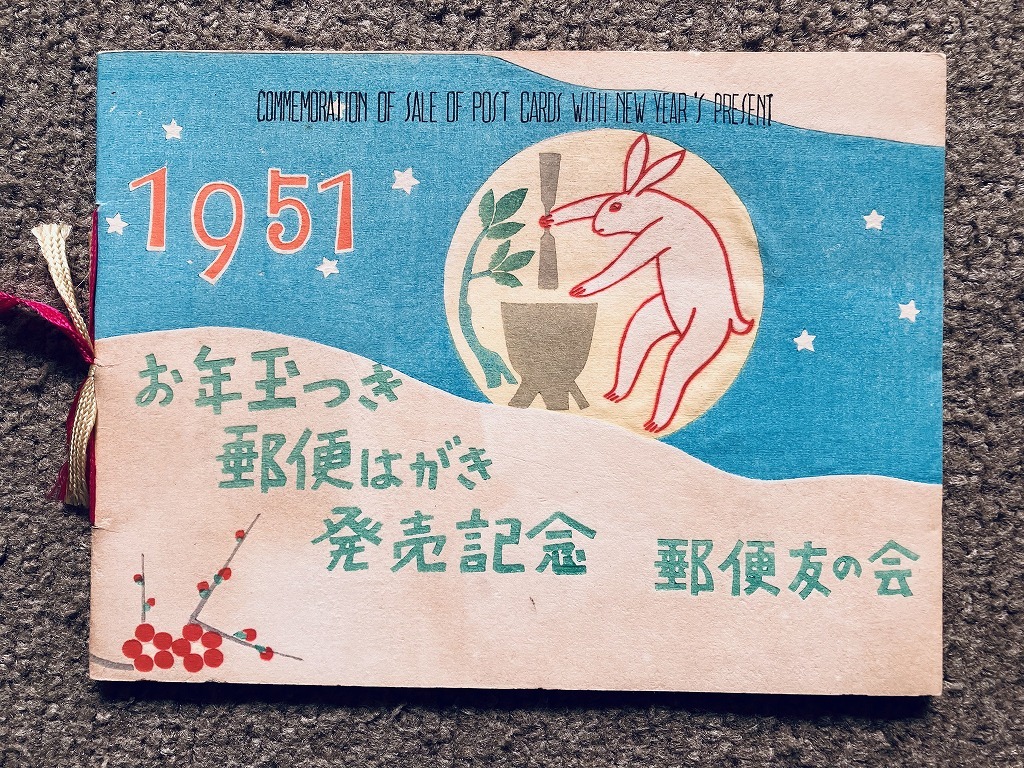 COMMEMORATION OF SALE OF POST CARDS WITH NEW YEAR'S PRESENT
1951
お年玉つき
郵便はがき
発売記念
郵便友の会